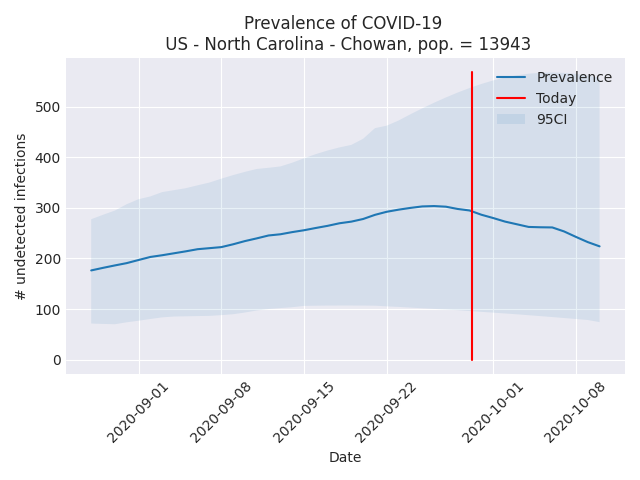 Prevalence of COVID-19
US - North Carolina - Chowan, pop. = 13943
Prevalence
Today
95CI
# undetected infections
500
400
300
200
100
0
2020-09-01
2020-09-08
2020-09-15
2020-09-22
2020-10-01
2020-10-08
Date